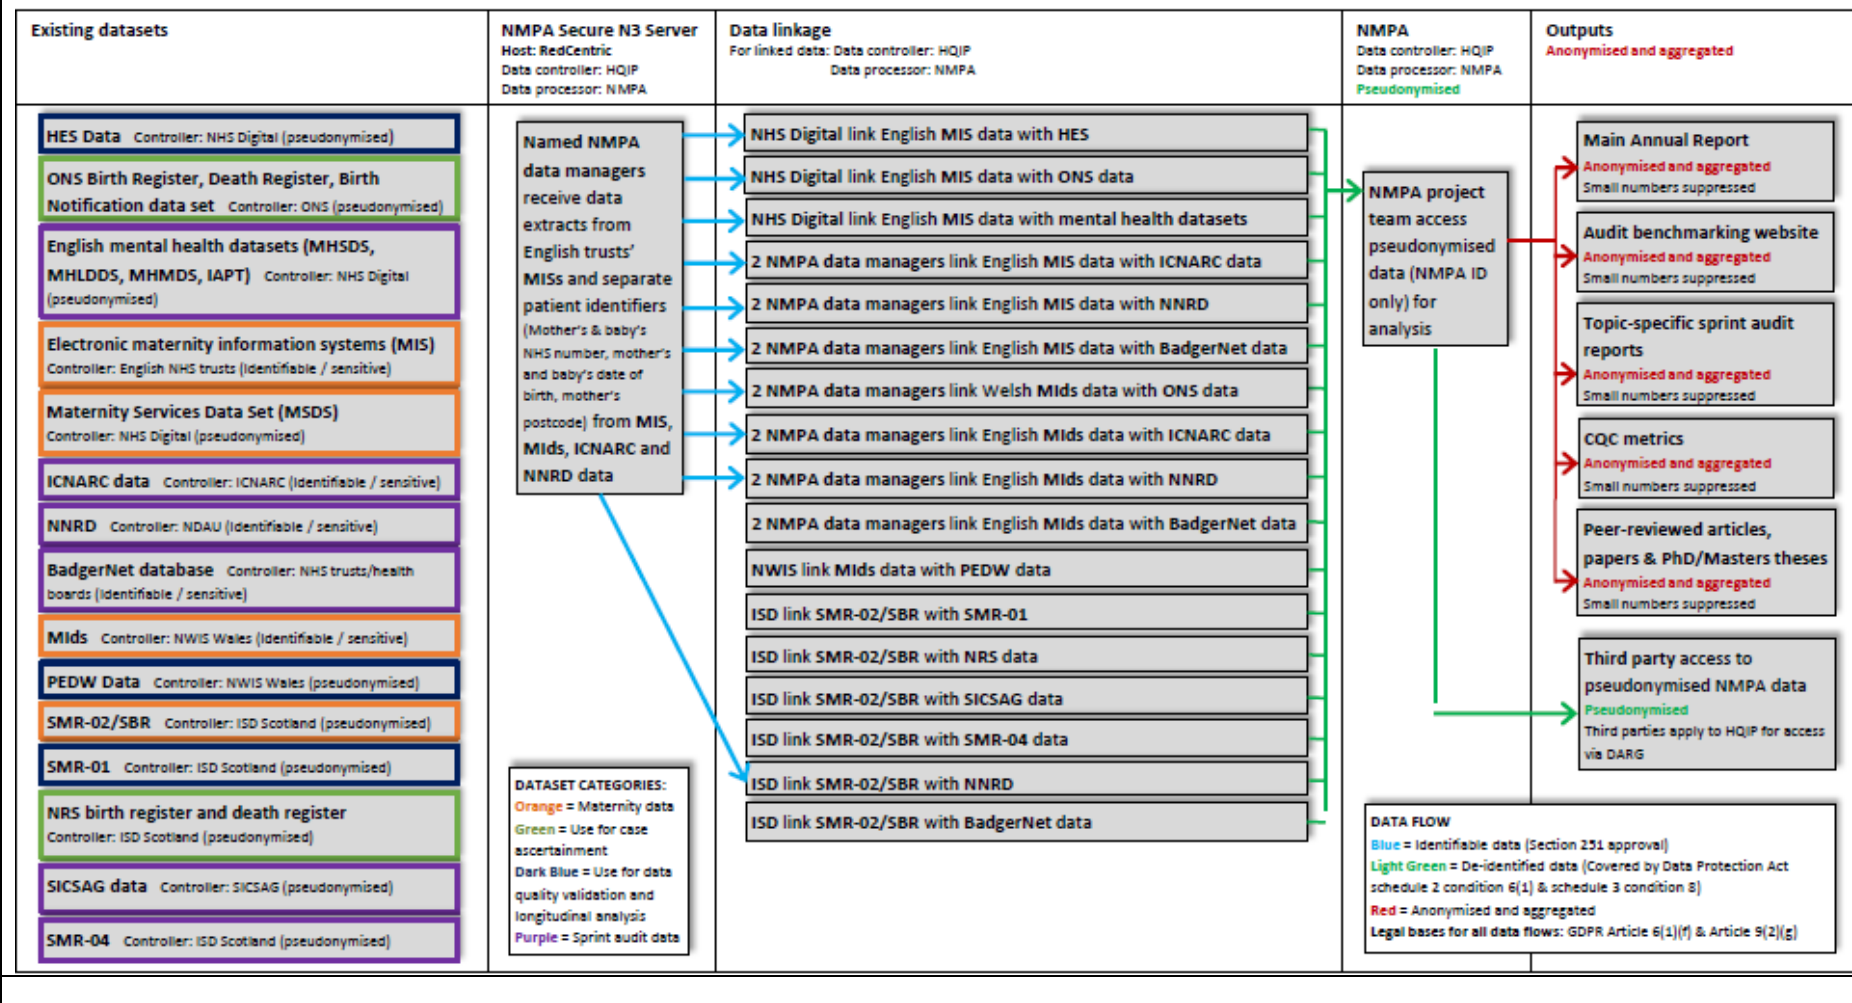 Existing datasets
NMPA Secure N3 Server
Host: RedCentric
Data controller: HQIP
Data processor: NMPA
Data linkage
For linked data: Data controller: HQIP
Data processor: NMPA
NMPA
Data controller: HQIP
Data processor: NMPA
Pseudonymised
Outputs
Anonymised and aggregated
HES Data Controller: NHS Digital (pseudonymised)
ONS Birth Register, Death Register, Birth
Notification data set Controller: ONS (pseudonymised)
English mental health datasets (MHSDS,
MHLDDS, MHMDS, IAPT) Controller: NHS Digital
(pseudonymised)
Electronic maternity information systems (MIS)
Controller: English NHS trusts (Identifiable / sensitive)
Maternity Services Data Set (MSDS)
Controller: NHS Digital (pseudonymised)
ICNARC data Controller: ICNARC (Identifiable / sensitive)
NNRD Controller: NDAU (Identifiable / sensitive)
BadgerNet database Controller: NHS trusts/health
boards (Identifiable / sensitive)
MIds Controller: NWIS Wales (Identifiable / sensitive)
PEDW Data Controller: NWIS Wales (pseudonymised)
SMR-02/SBR Controller: ISD Scotland (pseudonymised)
SMR-01 Controller: ISD Scotland (pseudonymised)
NRS birth register and death register
Controller: ISD Scotland (pseudonymised)
SICSAG data Controller: SICSAG (pseudonymised)
SMR-04 Controller: ISD Scotland (pseudonymised)
Named NMPA
data managers
receive data
extracts from
English trusts'
MISs and separate
patient identifiers
(Mother's & baby's
NHS number, mother's
and baby's date of
birth, mother's
postcode) from MIS,
MIds, ICNARC and
NNRD data
DATASET CATEGORIES:
Orange = Maternity data
Green = Use for case
ascertainment
Dark Blue = Use for data
quality validation and
longitudinal analysis
Purple = Sprint audit data
NHS Digital link English MIS data with HES
NHS Digital link English MIS data with ONS data
NHS Digital link English MIS data with mental health datasets
2 NMPA data managers link English MIS data with ICNARC data
2 NMPA data managers link English MIS data with NNRD
2 NMPA data managers link English MIS data with BadgerNet data
2 NMPA data managers link Welsh MIds data with ONS data
2 NMPA data managers link English MIds data with ICNARC data
2 NMPA data managers link English MIds data with NNRD
2 NMPA data managers link English MIds data with BadgerNet data
NWIS link MIds data with PEDW data
ISD link SMR-02/SBR with SMR-01
ISD link SMR-02/SBR with NRS data
ISD link SMR-02/SBR with SICSAG data
ISD link SMR-02/SBR with SMR-04 data
ISD link SMR-02/SBR with NNRD
ISD link SMR-02/SBR with BadgerNet data
NMPA project
team access
pseudonymised
data (NMPA ID
only) for
analysis
Main Annual Report
Anonymised and aggregated
Small numbers suppressed
Audit benchmarking website
Anonymised and aggregated
Small numbers suppressed
Topic-specific sprint audit
reports
Anonymised and aggregated
Small numbers suppressed
CQC metrics
Anonymised and aggregated
Small numbers suppressed
Peer-reviewed articles,
papers & PhD/Masters theses
Anonymised and aggregated
Small numbers suppressed
Third party access to
pseudonymised NMPA data
Pseudonymised
Third parties apply to HQIP for access
via DARG
DATA FLOW
Blue = Identifiable data (Section 251 approval)
Light Green = De-identified data (Covered by Data Protection Act
schedule 2 condition 6(1) & schedule 3 condition 8)
Red = Anonymised and aggregated
Legal bases for all data flows: GDPR Article 6(1)(f) & Article 9(2)(g)